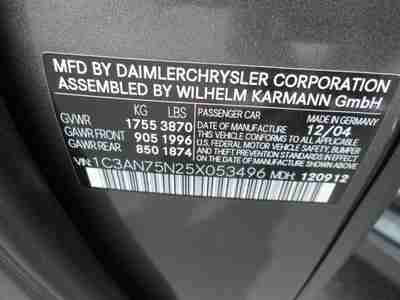 MFD BY DAIMLERCHRYSLER CORPORATION
ASSEMBLED BY WILHELM KARMANN GmbH
KG LBS PASSENGER CAR MADE IN GERMANY
GVWR 1755 3870 DATE OF MANUFACTURE 12/04
GAWR FRONT 905 1996 THIS VEHICLE CONFORMS TO ALL APPLICABLE
GAWR REAR 850 1874 U.S. FEDERAL MOTOR VEHICLE SAFETY, BUMPER
AND THEFT PREVENTION STANDARDS IN EFFECT ON
THE DATE OF MANUFACTURE SHOWN ABOVE.
VIN: 1C3AN75N25X053496 MDH: 120912